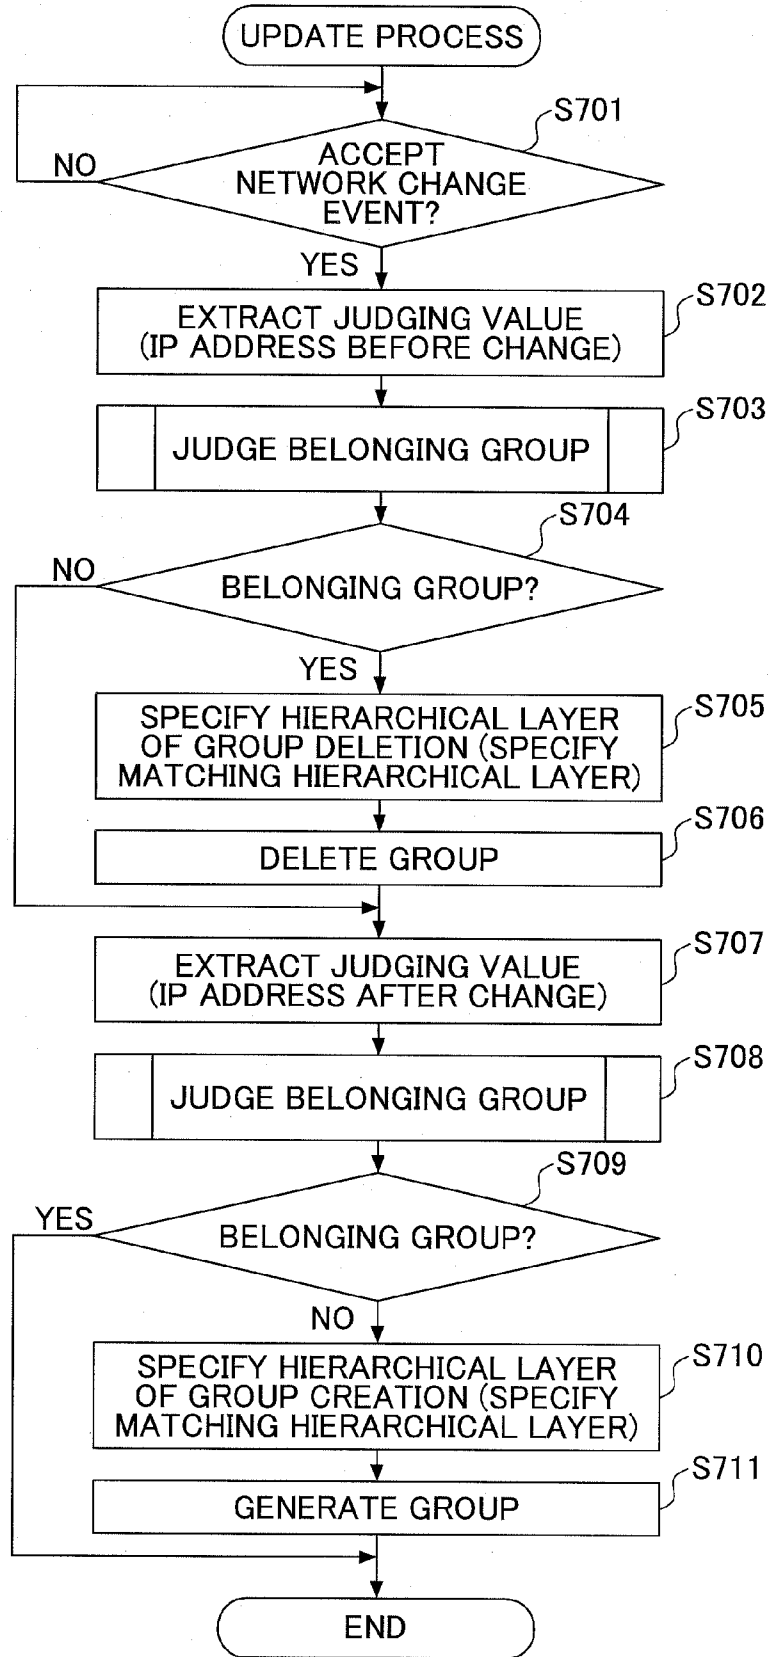 UPDATE PROCESS
S701
ACCEPT
NETWORK CHANGE
EVENT?
NO
YES
S702
EXTRACT JUDGING VALUE
(IP ADDRESS BEFORE CHANGE)
S703
JUDGE BELONGING GROUP
S704
NO
BELONGING GROUP?
YES
S705
SPECIFY HIERARCHICAL LAYER
OF GROUP DELETION (SPECIFY
MATCHING HIERARCHICAL LAYER)
S706
DELETE GROUP
S707
EXTRACT JUDGING VALUE
(IP ADDRESS AFTER CHANGE)
S708
JUDGE BELONGING GROUP
S709
YES
BELONGING GROUP?
NO
S710
SPECIFY HIERARCHICAL LAYER
OF GROUP CREATION (SPECIFY
MATCHING HIERARCHICAL LAYER)
S711
GENERATE GROUP
END